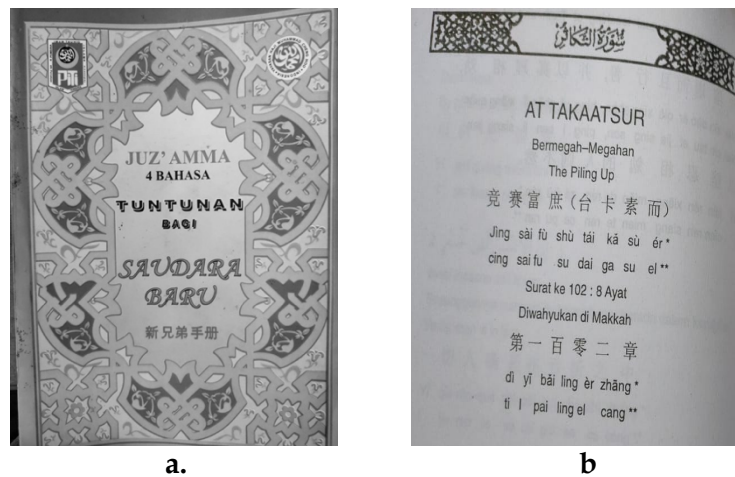 PITI
JUZ' AMMA
4 BAHASA
TUNTUNAN
BAGI
SAUDARA
BARU
新兄弟手册
a.
سورة التكاثر
AT TAKAATSUR
Bermegah–Megahan
The Piling Up
竞赛富庶(台卡素而)
Jìng sài fù shù tái kǎ sù ér *
cing sai fu su dai ga su el **
Surat ke 102 : 8 Ayat
Diwahyukan di Makkah
第一百零二章
dì yī bǎi ling èr zhāng *
ti I pai ling el cang **
b